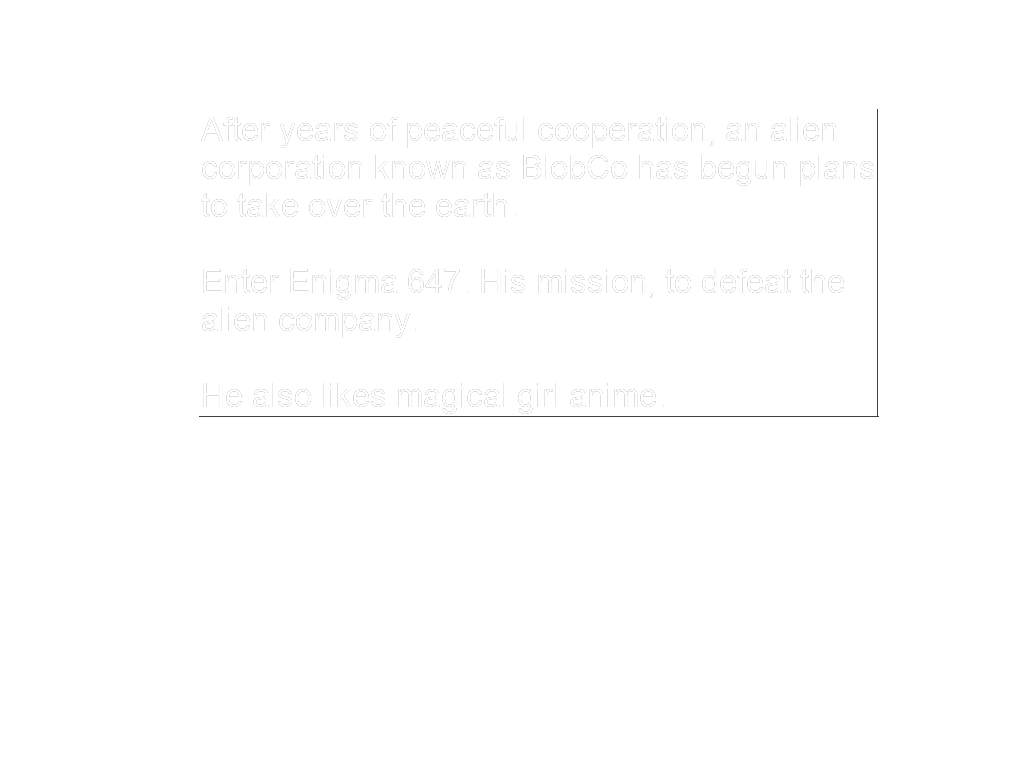 After years of peaceful cooperation, an alien
corporation known as BlobCo has begun plans
to take over the earth.
Enter Enigma 647. His mission, to defeat the
alien company.
He also likes magical girl anime.